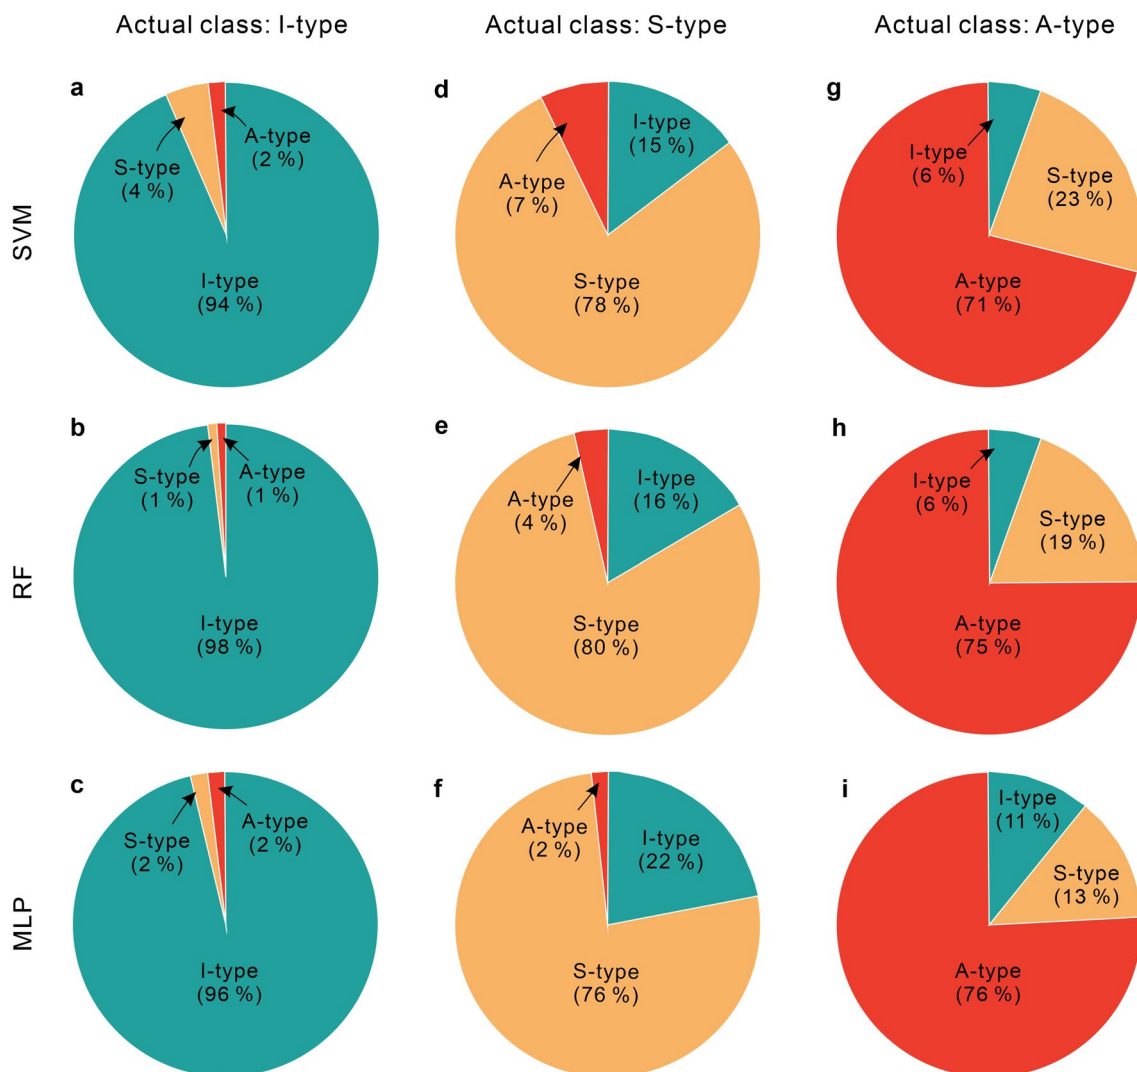 Actual class: I-type
Actual class: S-type
Actual class: A-type
SVM
a
A-type
(2 %)
S-type
(4 %)
I-type
(94 %)
d
I-type
(15 %)
A-type
(7 %)
S-type
(78 %)
g
I-type
(6 %)
S-type
(23 %)
A-type
(71 %)
RF
b
S-type
(1 %)
A-type
(1 %)
I-type
(98 %)
e
I-type
(16 %)
A-type
(4 %)
S-type
(80 %)
h
I-type
(6 %)
S-type
(19 %)
A-type
(75 %)
MLP
c
S-type
(2 %)
A-type
(2 %)
I-type
(96 %)
f
A-type
(2 %)
I-type
(22 %)
S-type
(76 %)
i
I-type
(11 %)
S-type
(13 %)
A-type
(76 %)